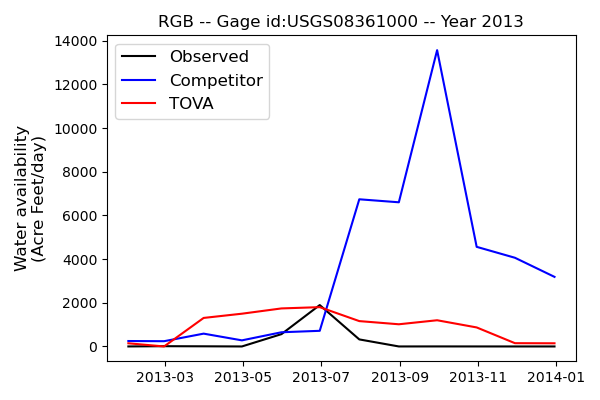 RGB -- Gage id:USGS08361000 -- Year 2013
Observed
Competitor
TOVA
Water availability
(Acre Feet/day)
14000
12000
10000
8000
6000
4000
2000
0
2013-03 2013-05 2013-07 2013-09 2013-11 2014-01